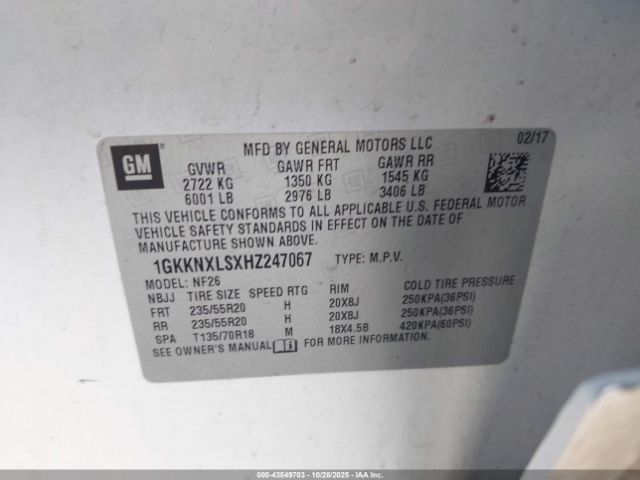 MFD BY GENERAL MOTORS LLC 02/17
GM
GVWR GAWR FRT GAWR RR
2722 KG 1350 KG 1545 KG
6001 LB 2976 LB 3406 LB
THIS VEHICLE CONFORMS TO ALL APPLICABLE U.S. FEDERAL MOTOR
VEHICLE SAFETY STANDARDS IN EFFECT ON THE DATE OF
MANUFACTURE SHOWN ABOVE.
1GKKNXLSXHZ247067 TYPE: M.P.V.
MODEL: NF26
NBJJ TIRE SIZE SPEED RTG RIM COLD TIRE PRESSURE
FRT 235/55R20 H 20X8J 250KPA(36PSI)
RR 235/55R20 H 20X8J 250KPA(36PSI)
SPA T135/70R18 M 18X4.5B 420KPA(60PSI)
SEE OWNER'S MANUAL FOR MORE INFORMATION.
000-43549703 - 10/28/2025 - IAAI.COM